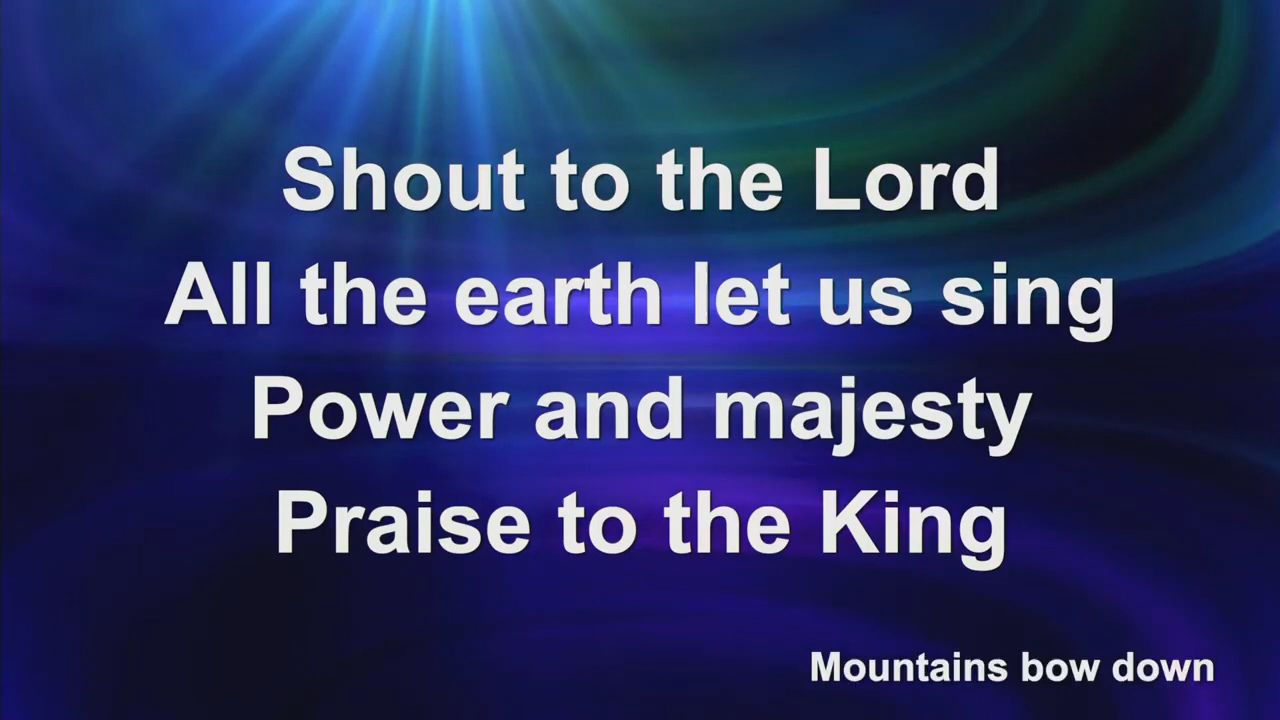 Shout to the Lord
All the earth let us sing
Power and majesty
Praise to the King
Mountains bow down